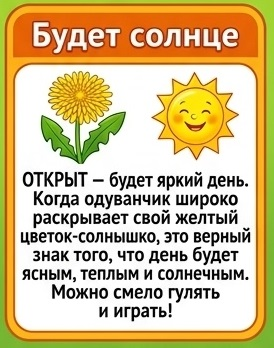 Будет солнце
ОТКРЫТ – будет яркий день.
Когда одуванчик широко
раскрывает свой желтый
цветок-солнышко, это верный
знак того, что день будет
ясным, теплым и солнечным.
Можно смело гулять
и играть!